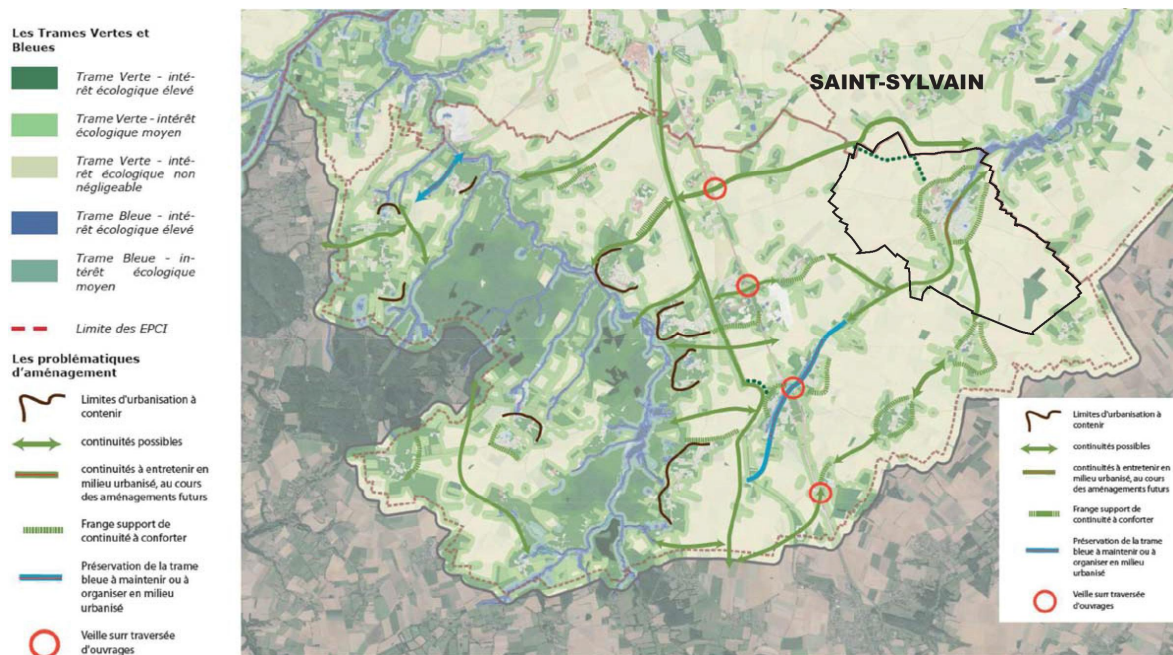 Les Trames Vertes et
Bleues
Trame Verte - inté-
rêt écologique élevé
Trame Verte - intérêt
écologique moyen
Trame Verte - inté-
rêt écologique non
négligeable
Trame Bleue - inté-
rêt écologique élevé
Trame Bleue - in-
térêt écologique
moyen
Limite des EPCI
Les problématiques
d'aménagement
Limites d'urbanisation à
contenir
continuités possibles
continuités à entretenir en
milieu urbanisé, au cours
des aménagements futurs
Frange support de
continuité à conforter
Préservation de la trame
bleue à maintenir ou à
organiser en milieu
urbanisé
Veille surr traversée
d'ouvrages
SAINT-SYLVAIN
Limites d'urbanisation à
contenir
continuités possibles
continuités à entretenir en
milieu urbanisé, au cours
des aménagements futurs
Frange support de
continuité à conforter
Préservation de la trame
bleue à maintenir ou à
organiser en milieu
urbanisé
Veille surr traversée
d'ouvrages